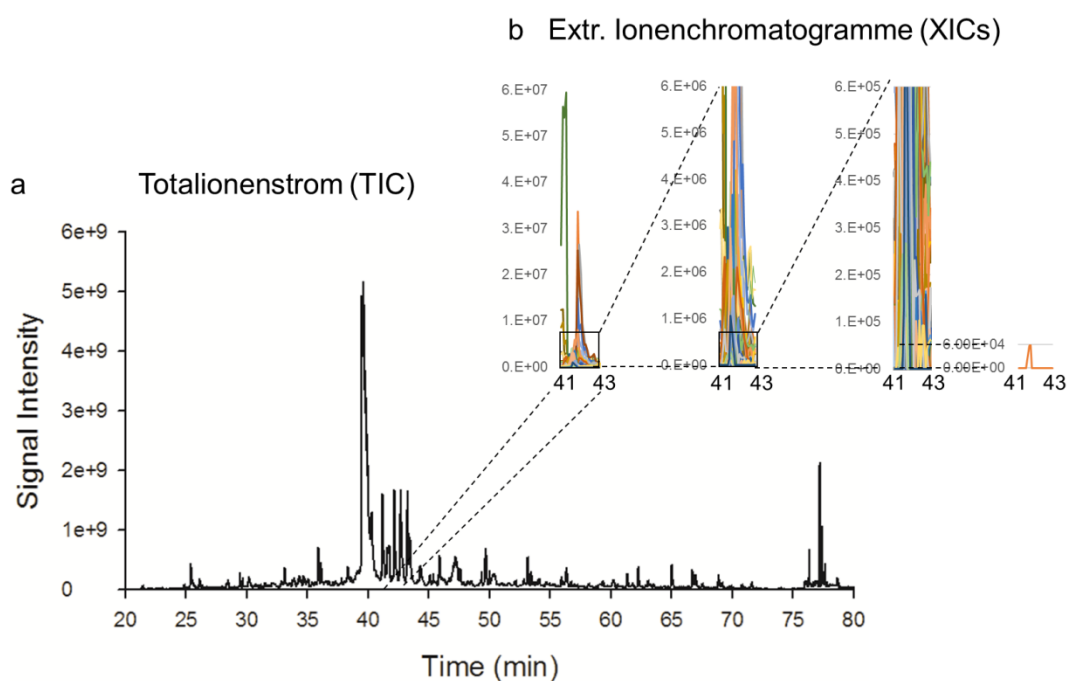 b Extr. Ionenchromatogramme (XICs)
6.E+07
5.E+07
4.E+07
3.E+07
2.E+07
1.E+07
0.E+00
41 43
6.E+06
5.E+06
4.E+06
3.E+06
2.E+06
1.E+06
0.E+00
41 43
6.E+05
5.E+05
4.E+05
3.E+05
2.E+05
1.E+05
0.E+00
41 43
6.00E+04
0.00E+00
41 43
a Totalionenstrom (TIC)
Signal Intensity
6e+9
5e+9
4e+9
3e+9
2e+9
1e+9
0
20 25 30 35 40 45 50 55 60 65 70 75 80
Time (min)